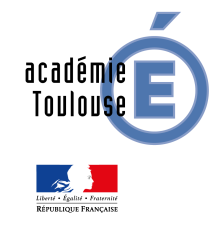 académie
Toulouse
É
Liberté • Égalité • Fraternité
RÉPUBLIQUE FRANÇAISE